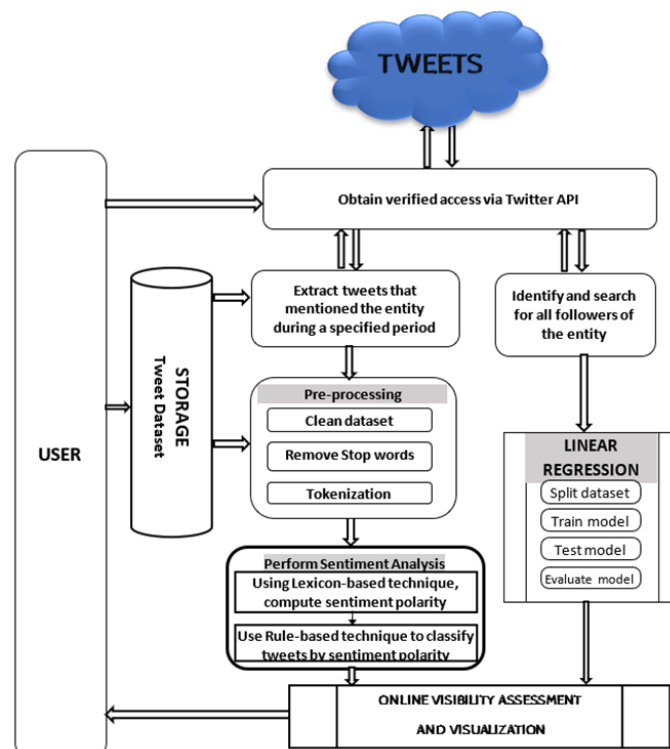 TWEETS
Obtain verified access via Twitter API
Extract tweets that
mentioned the entity
during a specified period
Identify and search
for all followers of
the entity
USER
STORAGE
Tweet Dataset
Pre-processing
Clean dataset
Remove Stop words
Tokenization
LINEAR
REGRESSION
Split dataset
Train model
Test model
Evaluate model
Perform Sentiment Analysis
Using Lexicon-based technique,
compute sentiment polarity
Use Rule-based technique to classify
tweets by sentiment polarity
ONLINE VISIBILITY ASSESSMENT
AND VISUALIZATION